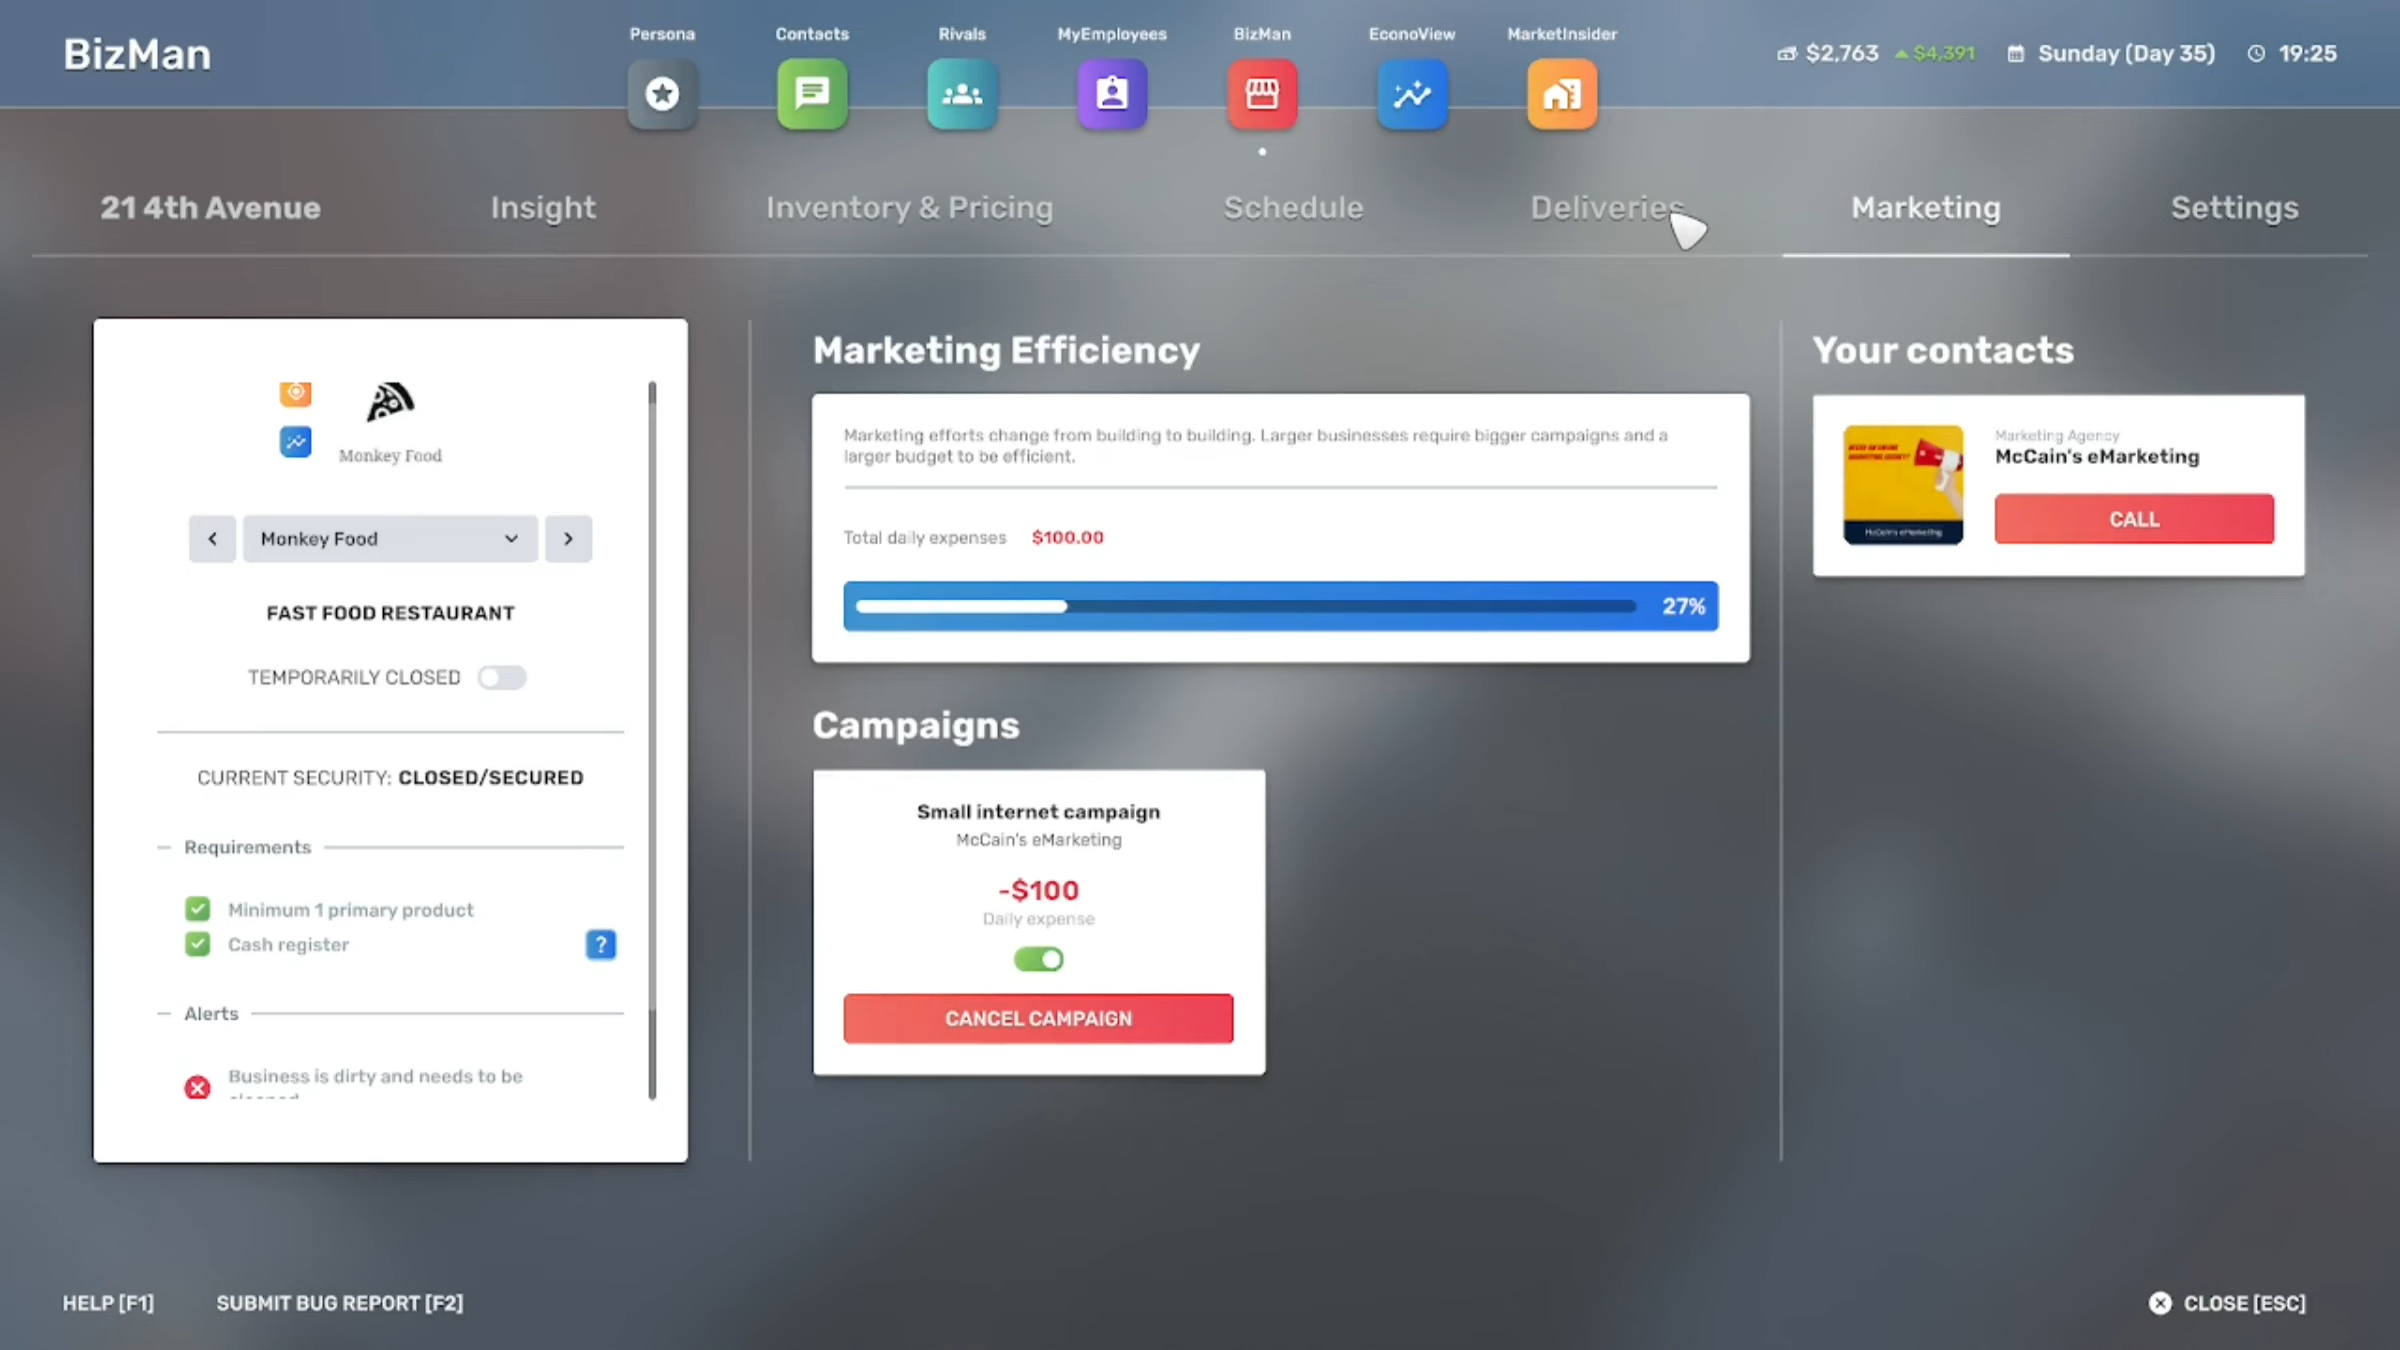 BizMan
Persona
Contacts
Rivals
MyEmployees
BizMan
EconoView
MarketInsider
$2,763
$4,391
Sunday (Day 35)
19:25
21 4th Avenue
Insight
Inventory & Pricing
Schedule
Deliveries
Marketing
Settings
Monkey Food
Monkey Food
FAST FOOD RESTAURANT
TEMPORARILY CLOSED
CURRENT SECURITY: CLOSED/SECURED
Requirements
Minimum 1 primary product
Cash register
?
Alerts
Business is dirty and needs to be
Marketing Efficiency
Marketing efforts change from building to building. Larger businesses require bigger campaigns and a
larger budget to be efficient.
Total daily expenses $100.00
27%
Campaigns
Small internet campaign
McCain's eMarketing
-$100
Daily expense
CANCEL CAMPAIGN
Your contacts
Marketing Agency
McCain's eMarketing
CALL
McCain's eMarketing
HELP [F1]
SUBMIT BUG REPORT [F2]
CLOSE [ESC]